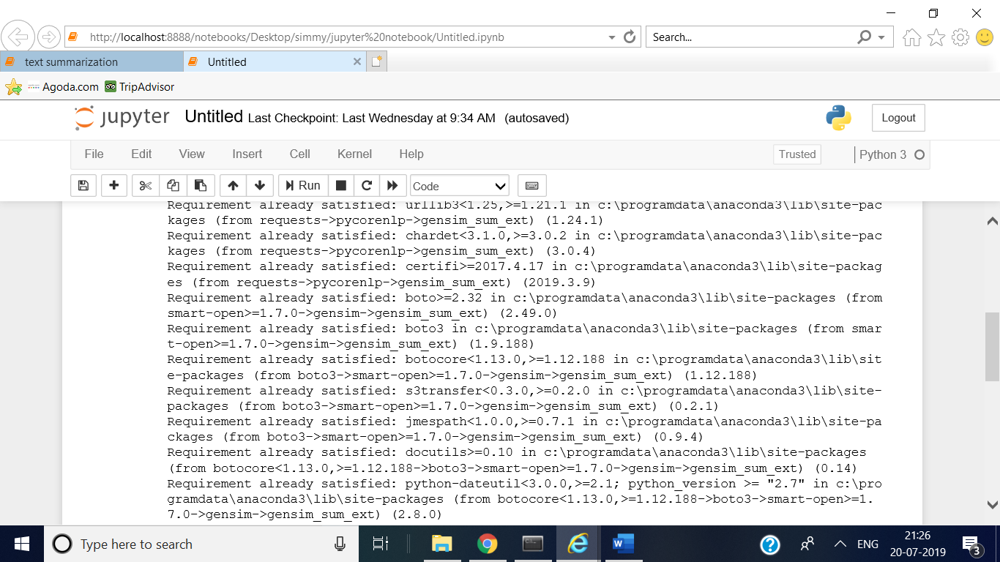 http://localhost:8888/notebooks/Desktop/simmy/jupyter%20notebook/Untitled.ipynb
Search...
text summarization
Untitled
Agoda.com
TripAdvisor
jupyter
Untitled Last Checkpoint: Last Wednesday at 9:34 AM (autosaved)
Logout
File Edit View Insert Cell Kernel Help
Trusted
Python 3
Run
Code
Requirement already satisfied: urllib3<1.25,>=1.21.1 in c:\programdata\anaconda3\lib\site-pac
kages (from requests->pycorenlp->gensim_sum_ext) (1.24.1)
Requirement already satisfied: chardet<3.1.0,>=3.0.2 in c:\programdata\anaconda3\lib\site-pac
kages (from requests->pycorenlp->gensim_sum_ext) (3.0.4)
Requirement already satisfied: certifi>=2017.4.17 in c:\programdata\anaconda3\lib\site-packag
es (from requests->pycorenlp->gensim_sum_ext) (2019.3.9)
Requirement already satisfied: boto>=2.32 in c:\programdata\anaconda3\lib\site-packages (from
smart-open>=1.7.0->gensim->gensim_sum_ext) (2.49.0)
Requirement already satisfied: boto3 in c:\programdata\anaconda3\lib\site-packages (from smar
t-open>=1.7.0->gensim->gensim_sum_ext) (1.9.188)
Requirement already satisfied: botocore<1.13.0,>=1.12.188 in c:\programdata\anaconda3\lib\sit
e-packages (from boto3->smart-open>=1.7.0->gensim->gensim_sum_ext) (1.12.188)
Requirement already satisfied: s3transfer<0.3.0,>=0.2.0 in c:\programdata\anaconda3\lib\site-
packages (from boto3->smart-open>=1.7.0->gensim->gensim_sum_ext) (0.2.1)
Requirement already satisfied: jmespath<1.0.0,>=0.7.1 in c:\programdata\anaconda3\lib\site-pa
ckages (from boto3->smart-open>=1.7.0->gensim->gensim_sum_ext) (0.9.4)
Requirement already satisfied: docutils>=0.10 in c:\programdata\anaconda3\lib\site-packages
(from botocore<1.13.0,>=1.12.188->boto3->smart-open>=1.7.0->gensim->gensim_sum_ext) (0.14)
Requirement already satisfied: python-dateutil<3.0.0,>=2.1; python_version >= "2.7" in c:\pro
gramdata\anaconda3\lib\site-packages (from botocore<1.13.0,>=1.12.188->boto3->smart-open>=1.
7.0->gensim->gensim_sum_ext) (2.8.0)
Type here to search
ENG
21:26
20-07-2019
3